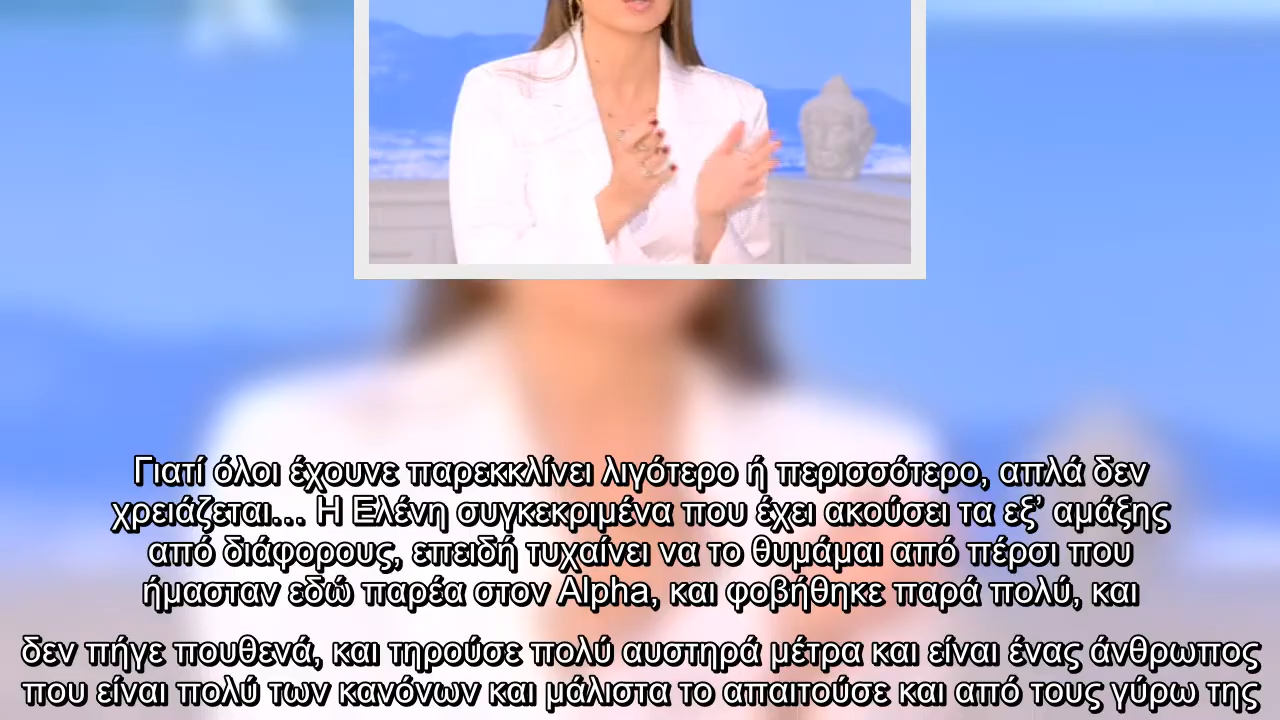 Γιατί όλοι έχουνε παρεκκλίνει λιγότερο ή περισσότερο, απλά δεν
χρειάζεται... Η Ελένη συγκεκριμένα που έχει ακούσει τα εξ’ αμάξης
από διάφορους, επειδή τυχαίνει να το θυμάμαι από πέρσι που
ήμασταν εδώ παρέα στον Alpha, και φοβήθηκε παρά πολύ, και
δεν πήγε πουθενά, και τηρούσε πολύ αυστηρά μέτρα και είναι ένας άνθρωπος
που είναι πολύ των κανόνων και μάλιστα το απαιτούσε και από τους γύρω της